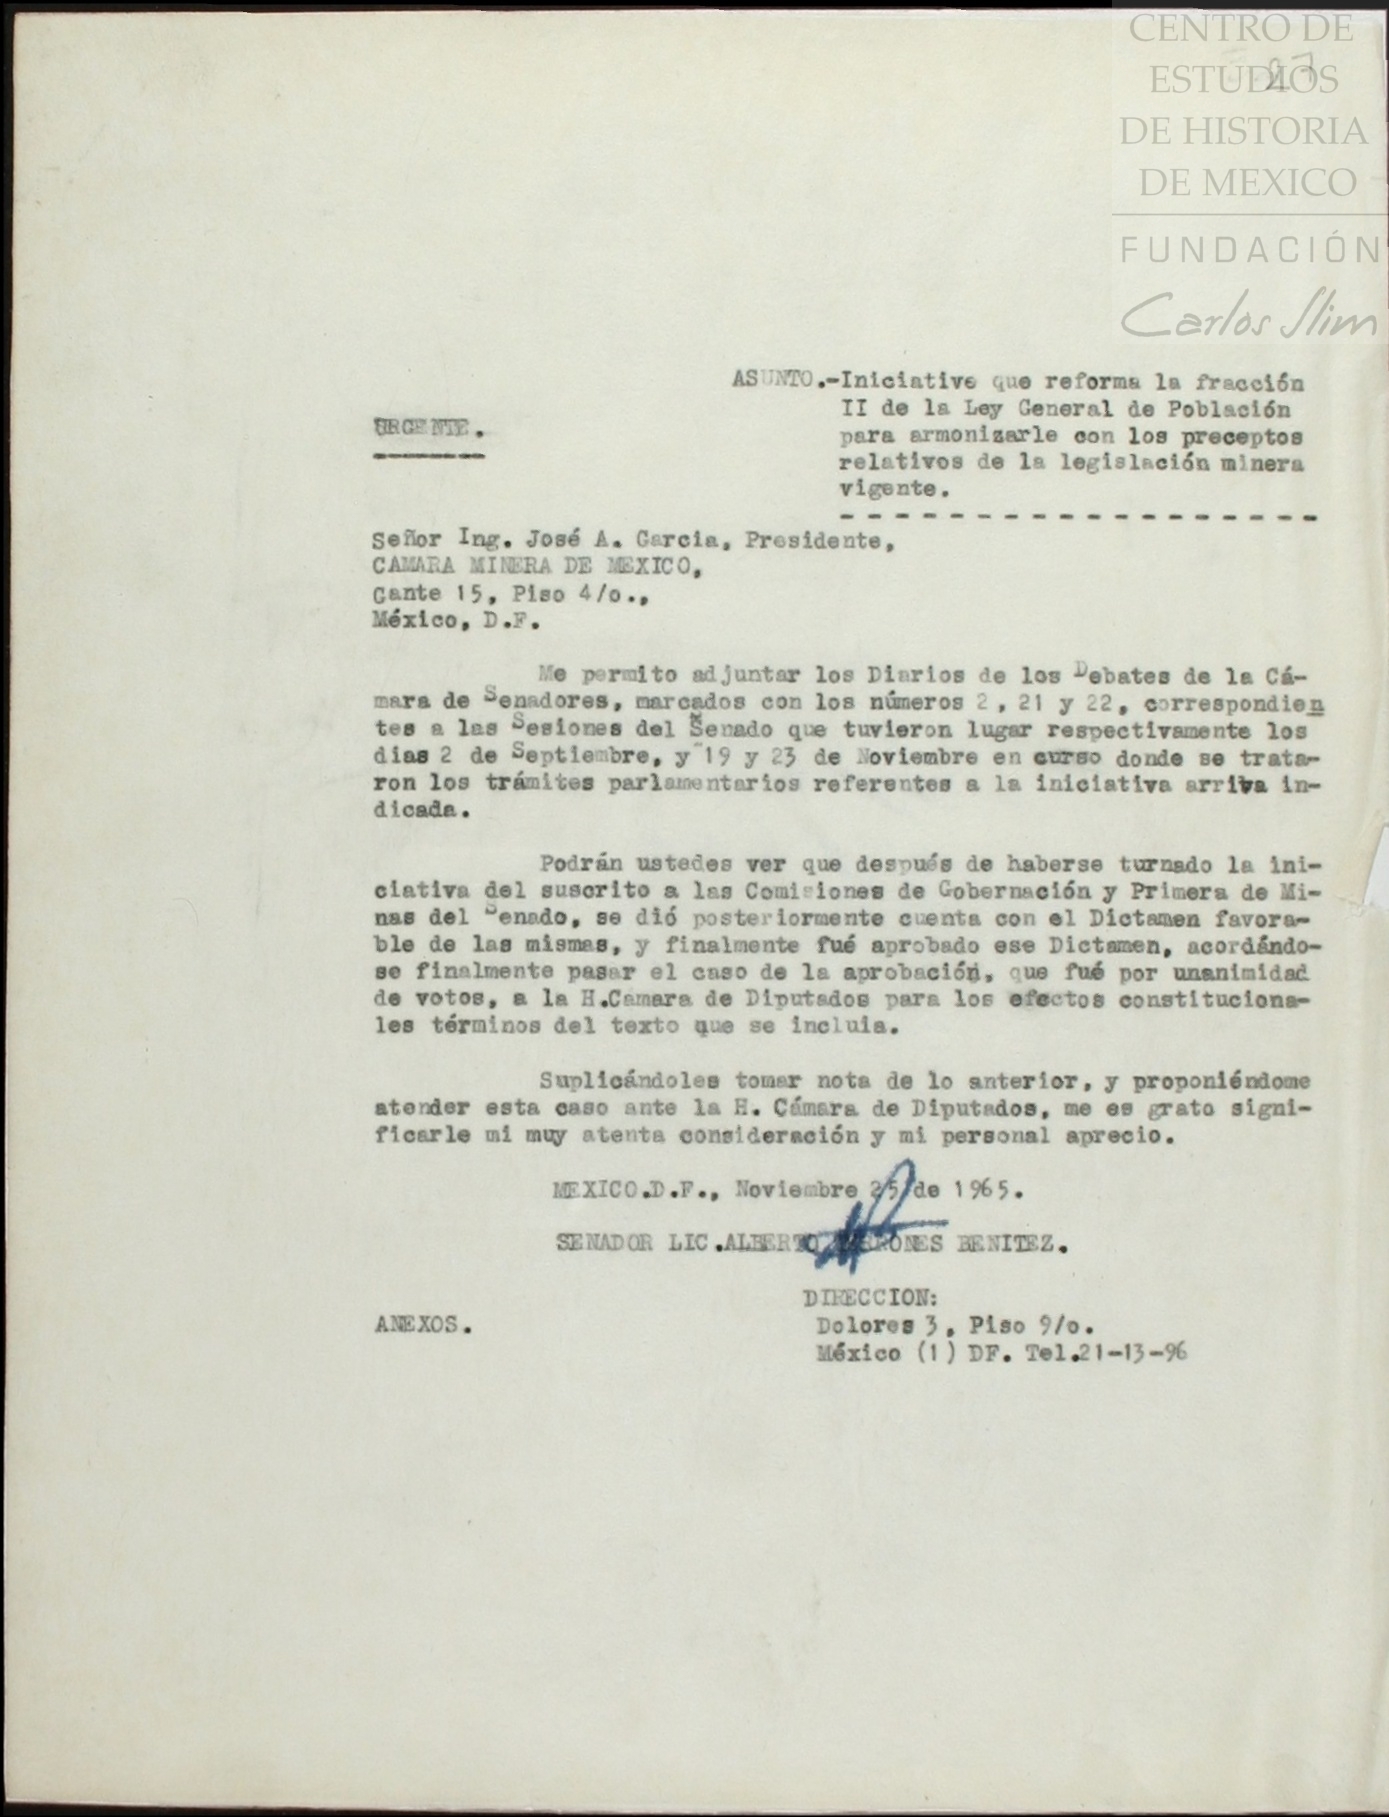 CENTRO DE
ESTUDIOS
DE HISTORIA
DE MEXICO
FUNDACIÓN
Carlos Slim
27
ASUNTO.-Iniciative que reforma la fracción
II de la Ley General de Población
para armonizarle con los preceptos
relativos de la legislación minera
vigente.
URGENTE.
Señor Ing. José A. Garcia, Presidente,
CAMARA MINERA DE MEXICO,
Gante 15, Piso 4/o.,
México, D.F.
Me permito adjuntar los Diarios de los Debates de la Cá-
mara de Senadores, marcados con los números 2, 21 y 22, correspondien
tes a las Sesiones del Senado que tuvieron lugar respectivamente los
dias 2 de Septiembre, y 19 y 23 de Noviembre en curso donde se trata-
ron los trámites parlamentarios referentes a la iniciativa arriva in-
dicada.
Podrán ustedes ver que después de haberse turnado la ini-
ciativa del suscrito a las Comisiones de Gobernación y Primera de Mi-
nas del Senado, se dió posteriormente cuenta con el Dictamen favora-
ble de las mismas, y finalmente fué aprobado ese Dictamen, acordándo-
se finalmente pasar el caso de la aprobación, que fué por unanimidad
de votos, a la H.Camara de Diputados para los efectos constituciona-
les términos del texto que se incluia.
Suplicándoles tomar nota de lo anterior, y proponiéndome
atender esta caso ante la H. Cámara de Diputados, me es grato signi-
ficarle mi muy atenta consideración y mi personal aprecio.
MEXICO.D.F., Noviembre 25 de 1965.
SENADOR LIC.ALBERTO TERRONES BENITEZ.
DIRECCION:
ANEXOS.
Dolores 3, Piso 9/o.
México (1) DF. Tel.21-13-96